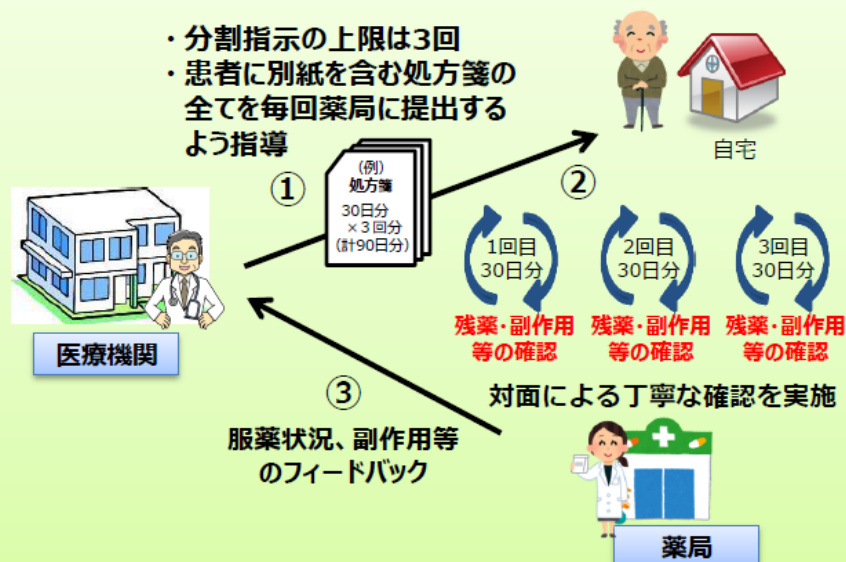 ・分割指示の上限は3回
・患者に別紙を含む処方箋の
全てを毎回薬局に提出する
よう指導
自宅
①
(例)
処方箋
30日分
×３回分
(計90日分)
②
1回目
30日分
2回目
30日分
3回目
30日分
残薬・副作用
等の確認
残薬・副作用
等の確認
残薬・副作用
等の確認
医療機関
③
対面による丁寧な確認を実施
服薬状況、副作用等
のフィードバック
薬局